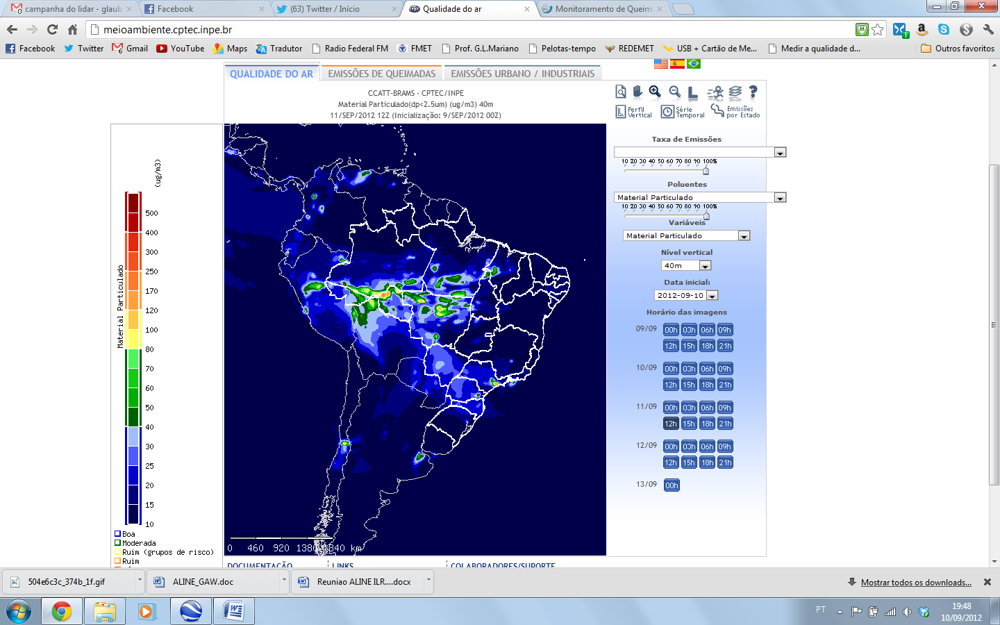 campanha do lidar - glaub
Facebook
(63) Twitter / Início
Qualidade do ar
Monitoramento de Queim
meioambiente.cptec.inpe.br
Facebook
Twitter
Gmail
YouTube
Maps
Tradutor
Radio Federal FM
FMET
Prof. G.L.Mariano
Pelotas-tempo
REDEMET
USB + Cartão de Me...
Medir a qualidade d...
Outros favoritos
QUALIDADE DO AR
EMISSÕES DE QUEIMADAS
EMISSÕES URBANO / INDUSTRIAIS
CCATT-BRAMS - CPTEC/INPE
Material Particulado(dp<2.5um) (ug/m3) 40m
11/SEP/2012 12Z (Inicialização: 9/SEP/2012 00Z)
Perfil Vertical
Série Temporal
Emissões por Estado
Taxa de Emissões
10 20 30 40 50 60 70 80 90 100%
Poluentes
Material Particulado
10 20 30 40 50 60 70 80 90 100%
Variáveis
Material Particulado
Nível vertical
40m
Data inicial:
2012-09-10
Horário das imagens
09/09 00h 03h 06h 09h
12h 15h 18h 21h
10/09 00h 03h 06h 09h
12h 15h 18h 21h
11/09 00h 03h 06h 09h
12h 15h 18h 21h
12/09 00h 03h 06h 09h
12h 15h 18h 21h
13/09 00h
(ug/m3)
Material Particulado
500
400
300
250
170
120
100
80
60
50
40
30
25
20
15
10
Boa
Moderada
Ruim (grupos de risco)
Ruim
0 460 920 1380 1840 km
DOCUMENTAÇÃO
LINKS
COLABORADORES/SUPORTE
504e6c3c_374b_1f.gif
ALINE_GAW.doc
Reuniao ALINE ILR....docx
Mostrar todos os downloads...
PT
19:48
10/09/2012